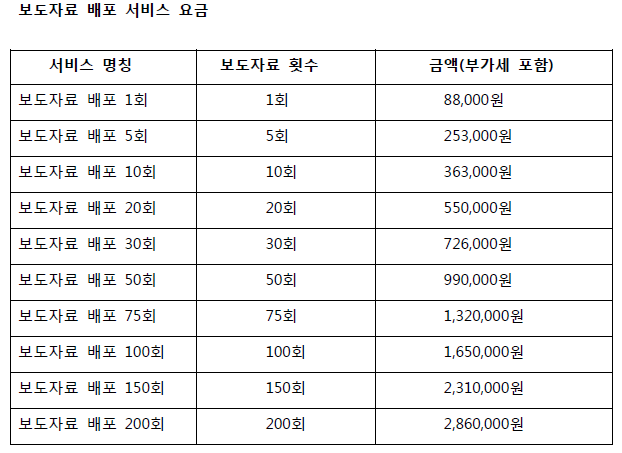 보도자료 배포 서비스 요금
서비스 명칭 보도자료 횟수 금액(부가세 포함)
보도자료 배포 1회 1회 88,000원
보도자료 배포 5회 5회 253,000원
보도자료 배포 10회 10회 363,000원
보도자료 배포 20회 20회 550,000원
보도자료 배포 30회 30회 726,000원
보도자료 배포 50회 50회 990,000원
보도자료 배포 75회 75회 1,320,000원
보도자료 배포 100회 100회 1,650,000원
보도자료 배포 150회 150회 2,310,000원
보도자료 배포 200회 200회 2,860,000원